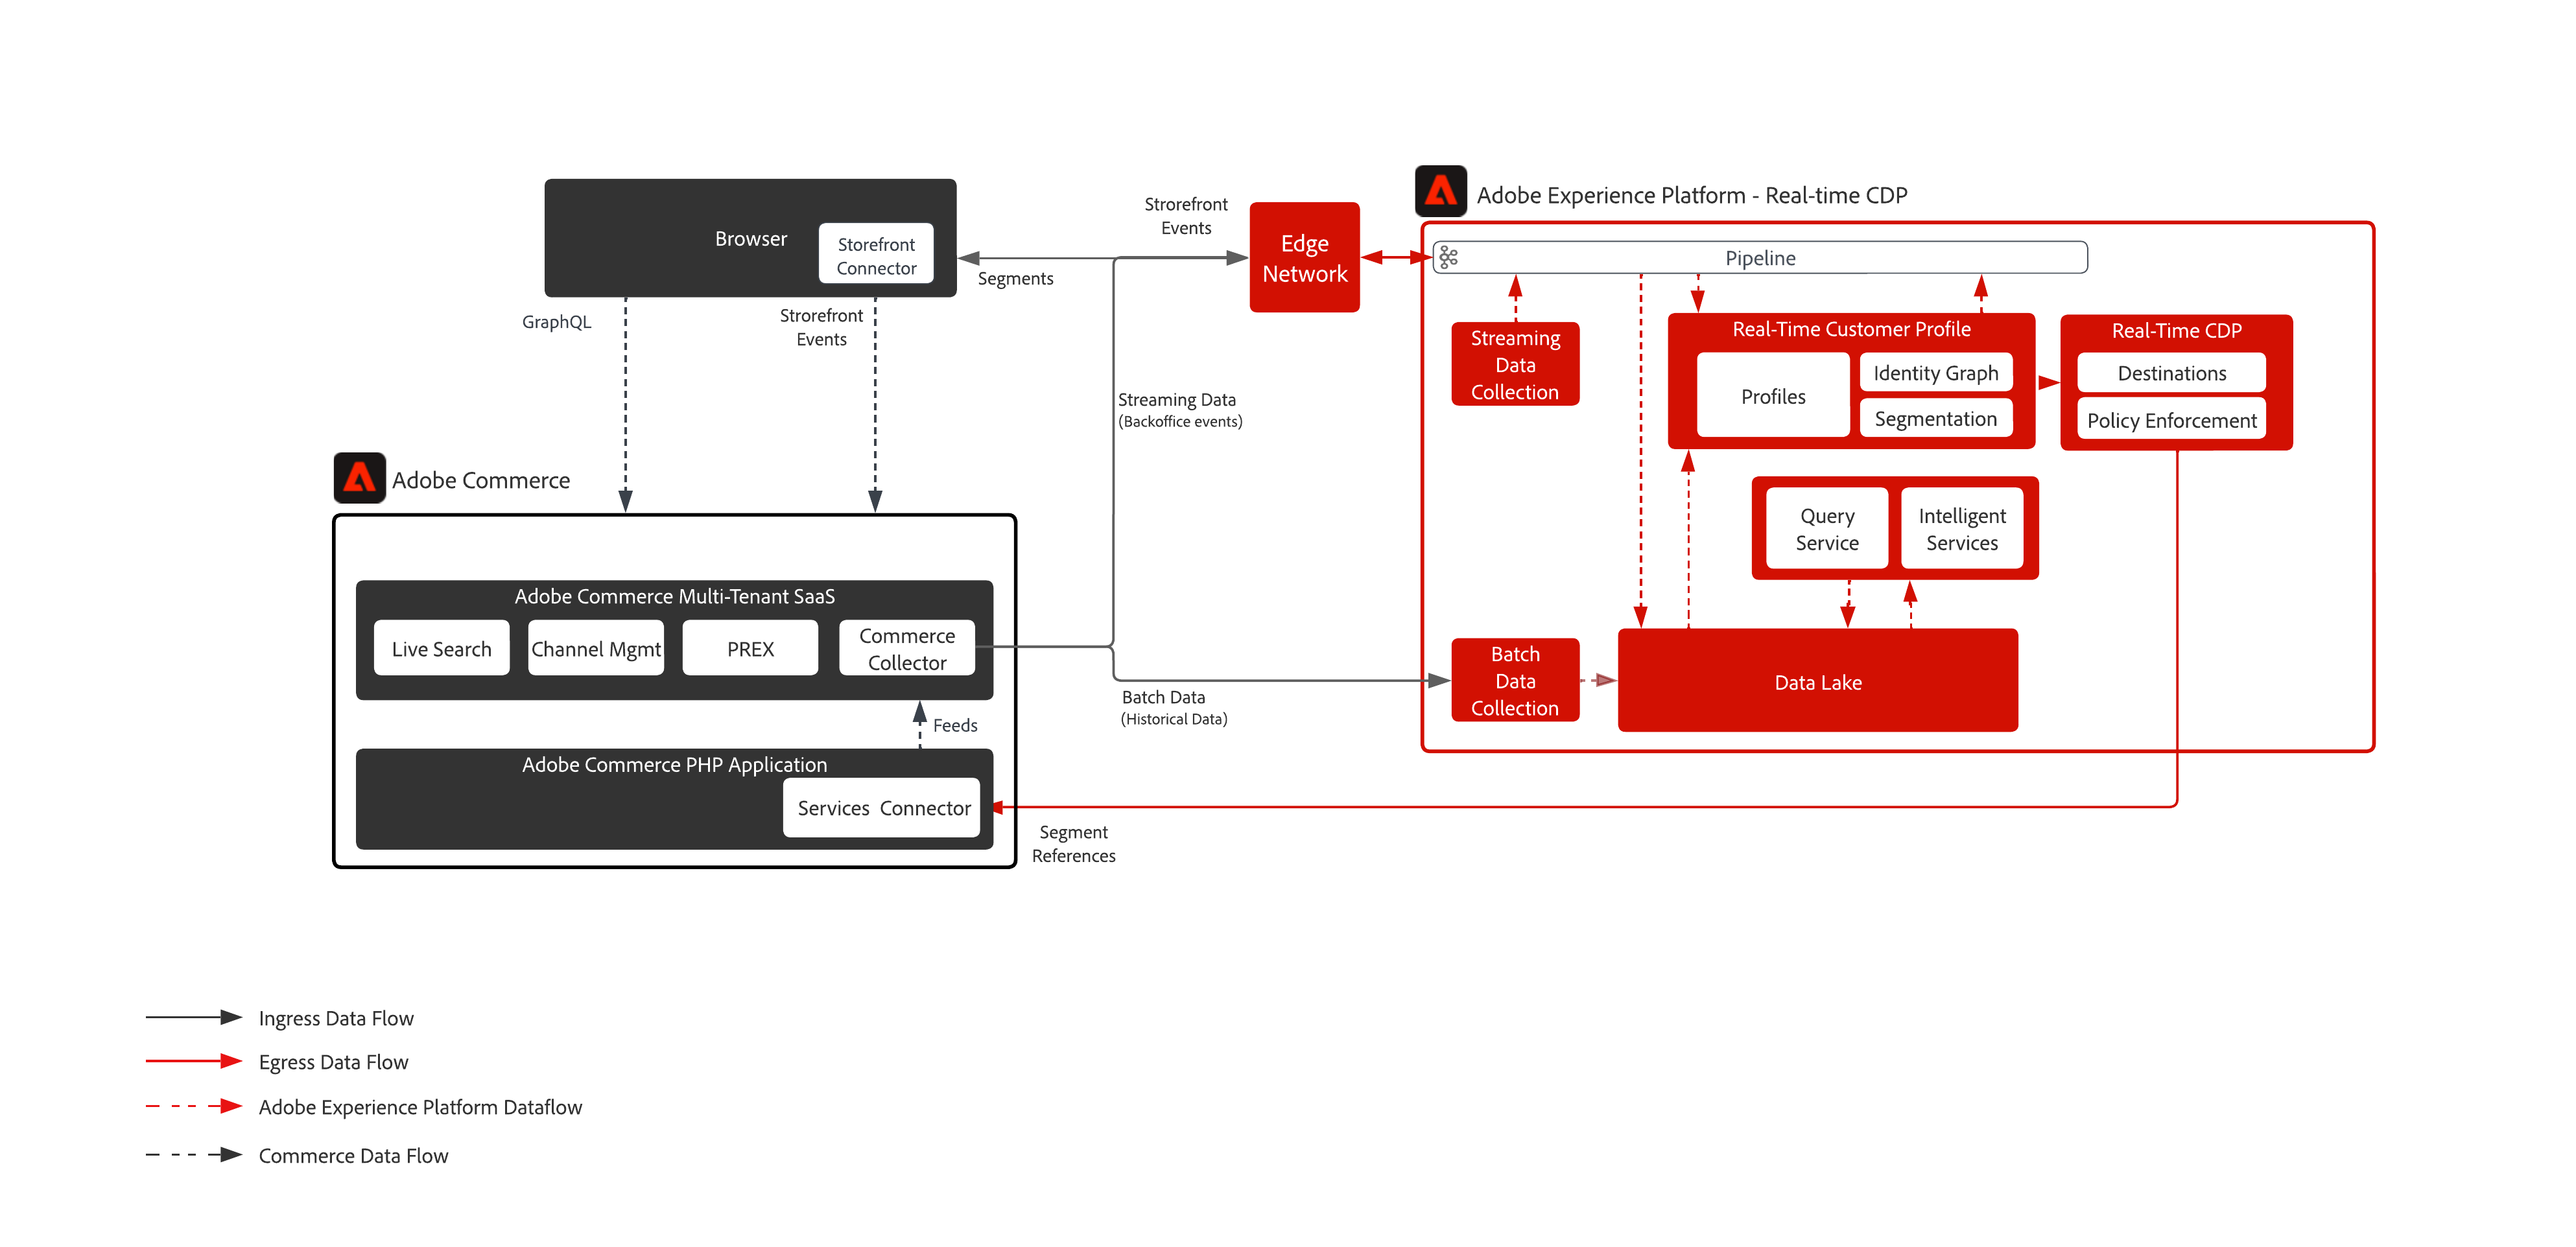 Browser
Storefront
Connector
Strorefront
Events
Segments
Edge
Network
Adobe Experience Platform - Real-time CDP
Pipeline
GraphQL
Strorefront
Events
Streaming Data
(Backoffice events)
Streaming
Data
Collection
Real-Time Customer Profile
Profiles
Identity Graph
Segmentation
Real-Time CDP
Destinations
Policy Enforcement
Query
Service
Intelligent
Services
Adobe Commerce
Adobe Commerce Multi-Tenant SaaS
Live Search
Channel Mgmt
PREX
Commerce
Collector
Batch Data
(Historical Data)
Batch
Data
Collection
Data Lake
Feeds
Adobe Commerce PHP Application
Services  Connector
Segment
References
Ingress Data Flow
Egress Data Flow
Adobe Experience Platform Dataflow
Commerce Data Flow